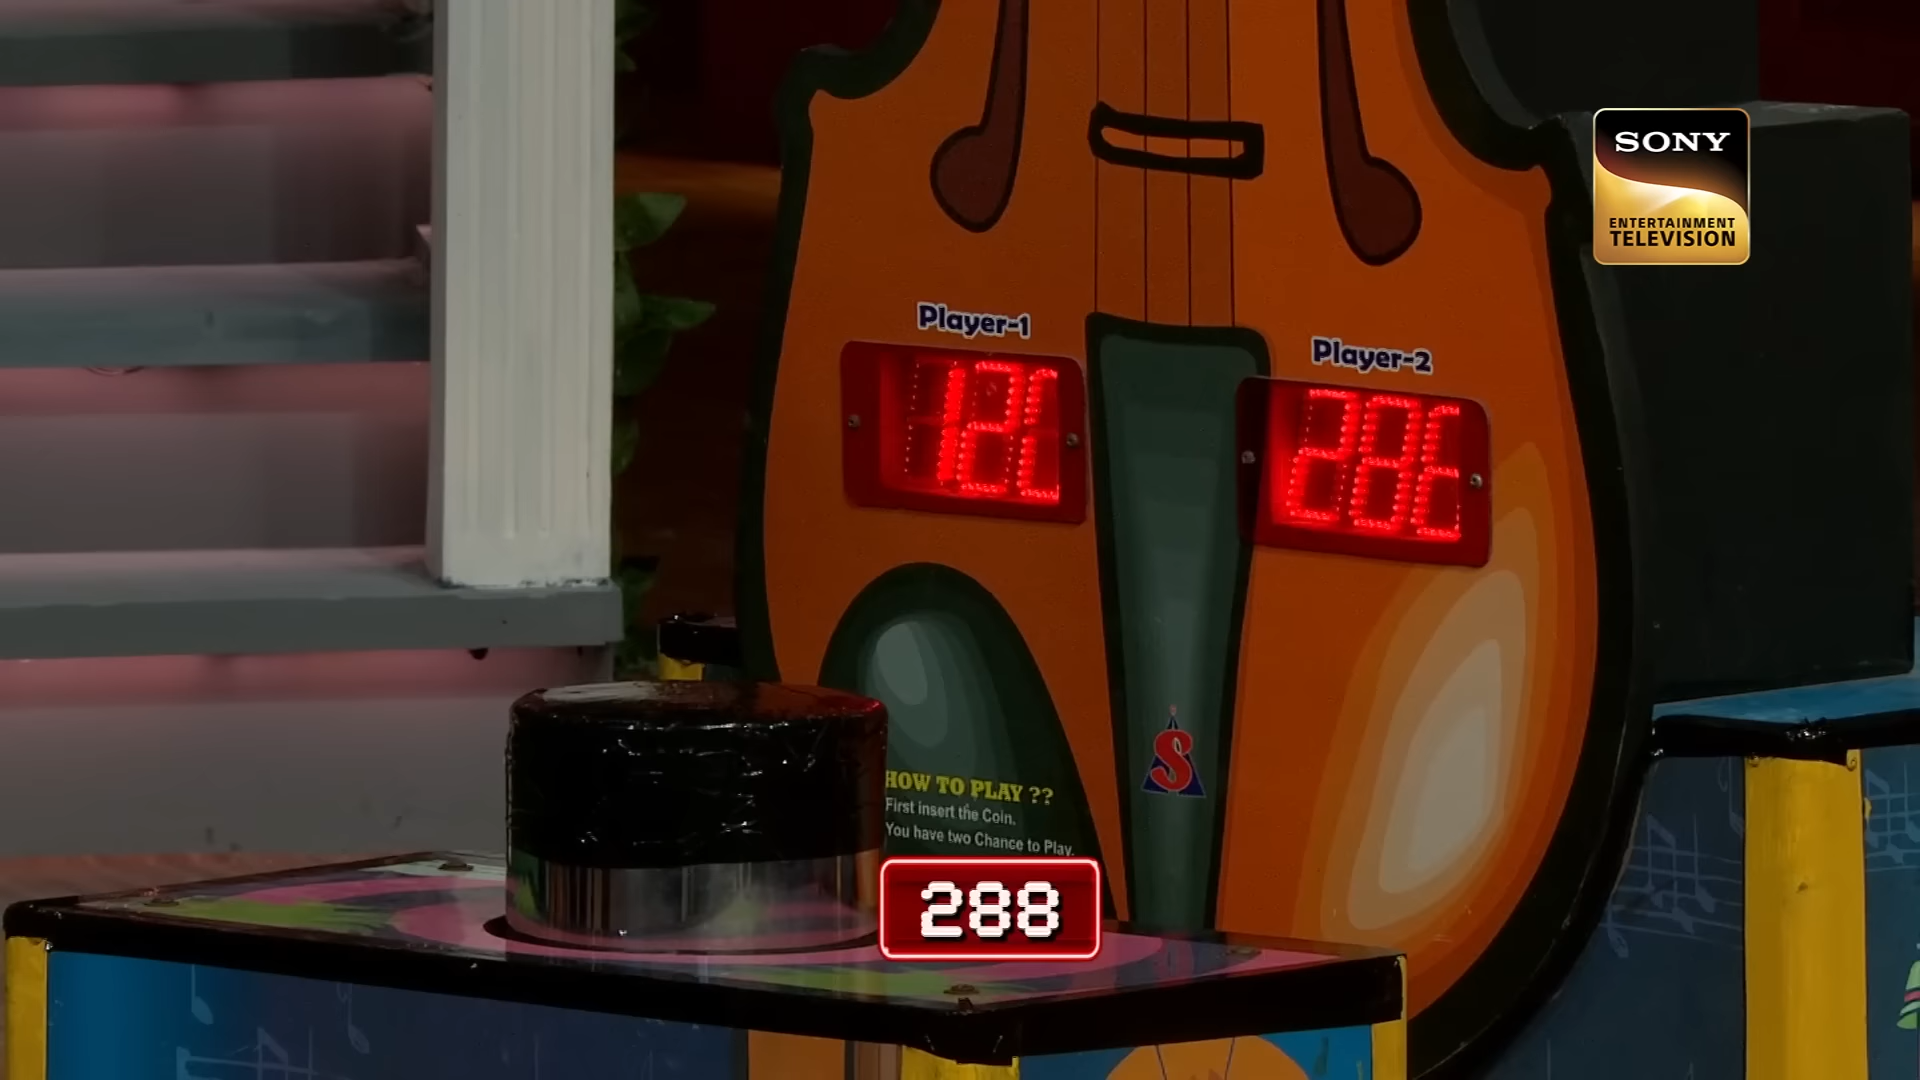 SONY
ENTERTAINMENT
TELEVISION
Player-1
Player-2
S
HOW TO PLAY ??
First insert the Coin.
You have two Chance to Play.
288